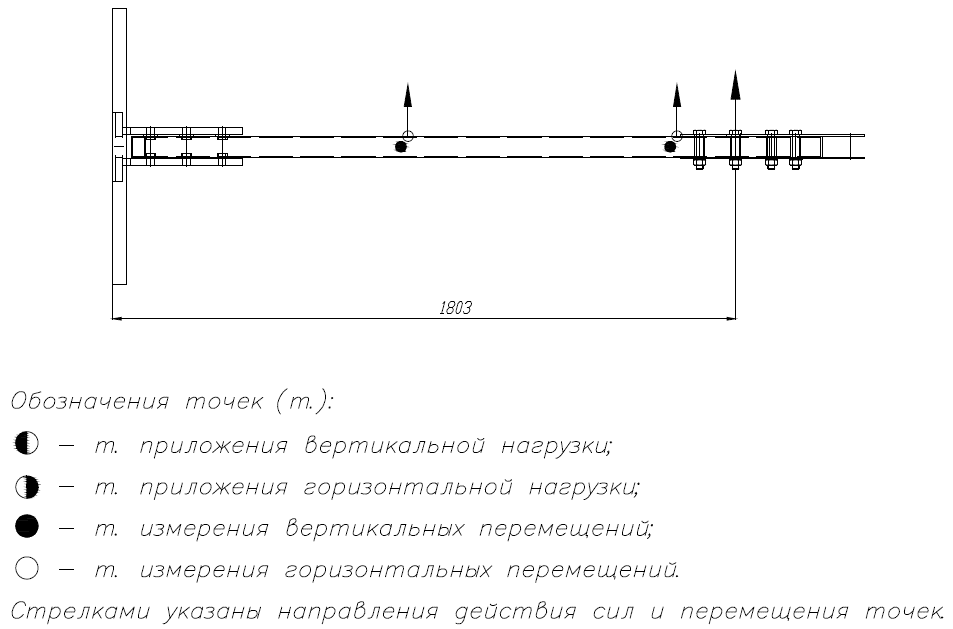 1803
Обозначения точек (т.):
– т. приложения вертикальной нагрузки;
– т. приложения горизонтальной нагрузки;
– т. измерения вертикальных перемещений;
– т. измерения горизонтальных перемещений.
Стрелками указаны направления действия сил и перемещения точек.